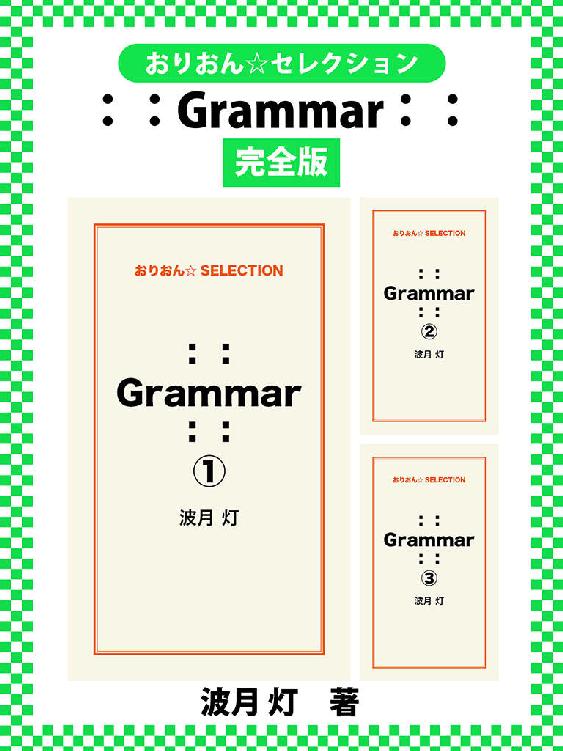 おりおん☆セレクション
：：Grammar：：
完全版
おりおん☆ SELECTION
：：
Grammar
：：
①
波月 灯
おりおん☆ SELECTION
：：
Grammar
：：
②
波月 灯
おりおん☆ SELECTION
：：
Grammar
：：
③
波月 灯
波月 灯　著